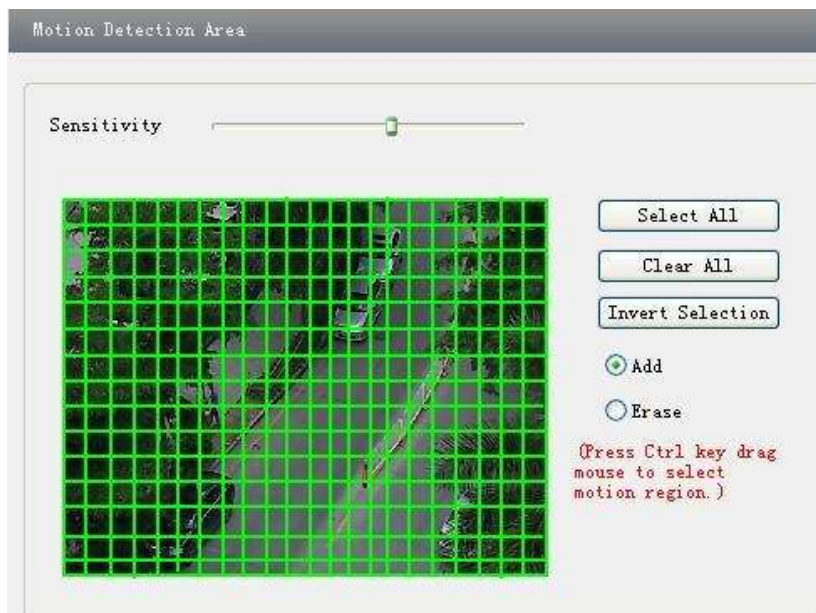 Motion Detection Area
Sensitivity
Select All
Clear All
Invert Selection
Add
Erase
(Press Ctrl key drag
mouse to select
motion region.)